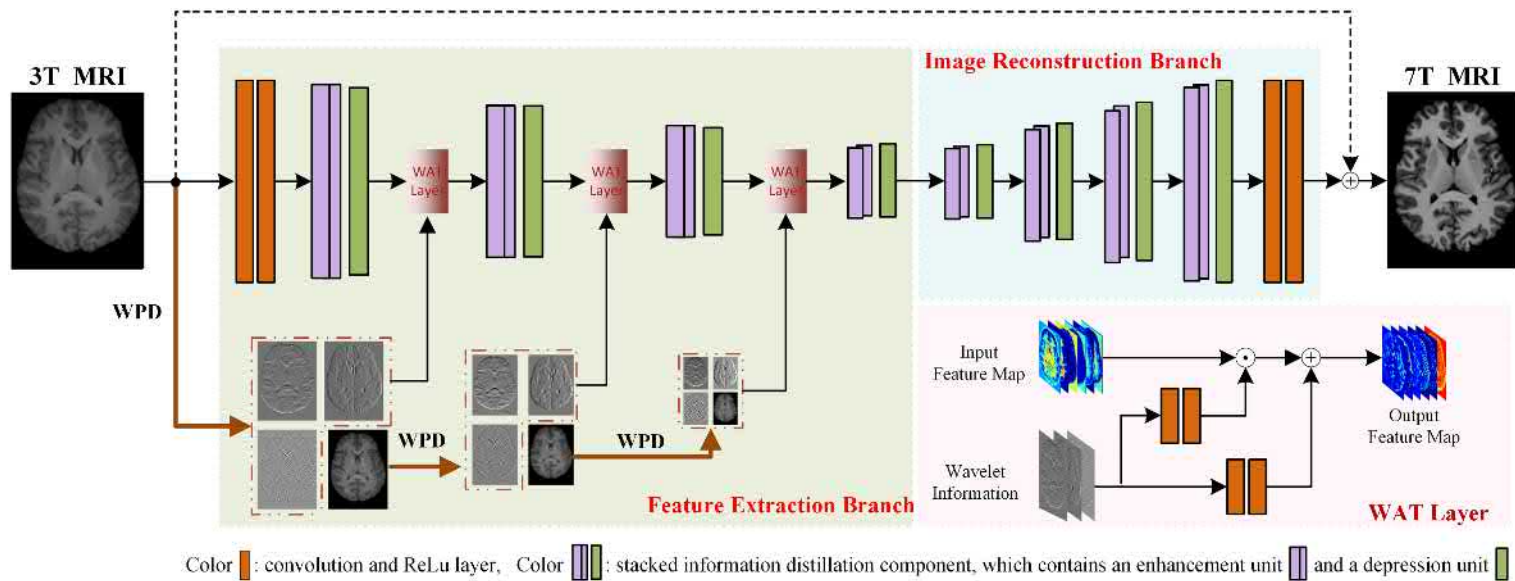 3T MRI
Image Reconstruction Branch
7T MRI
WAT
Layer
WAT
Layer
WAT
Layer
WPD
WPD
WPD
Feature Extraction Branch
Input
Feature Map
Output
Feature Map
Wavelet
Information
WAT Layer
Color : convolution and ReLu layer, Color : stacked information distillation component, which contains an enhancement unit and a depression unit